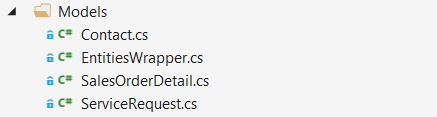 Models
C# Contact.cs
C# EntitiesWrapper.cs
C# SalesOrderDetail.cs
C# ServiceRequest.cs